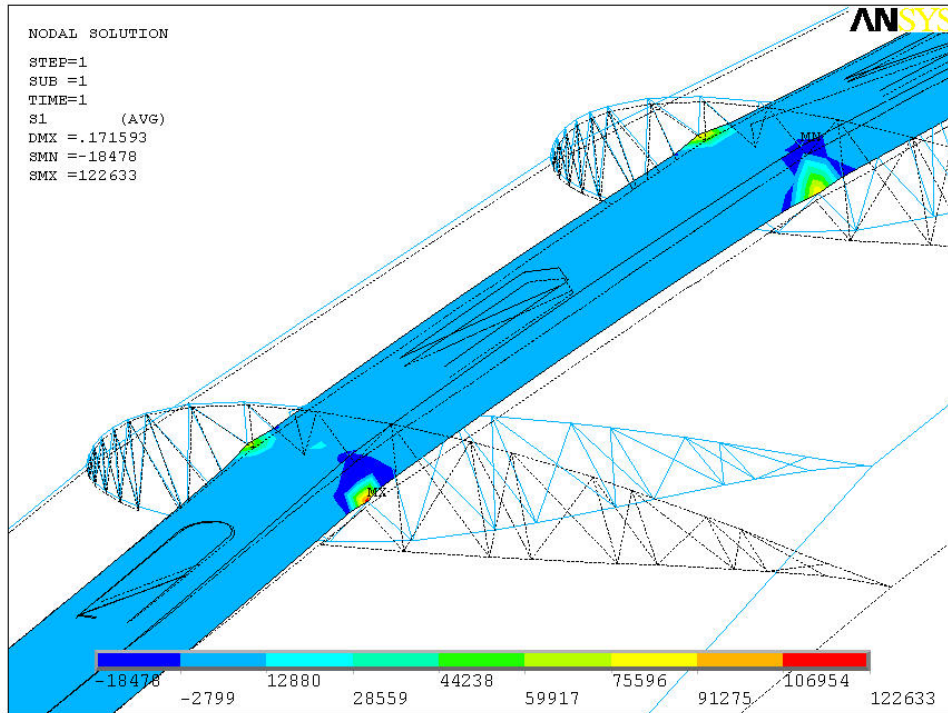 ANSYS
NODAL SOLUTION
STEP=1
SUB =1
TIME=1
S1 (AVG)
DMX =.171593
SMN =-18478
SMX =122633
MN
MX
-18478 12880 44238 75596 106954
-2799 28559 59917 91275 122633